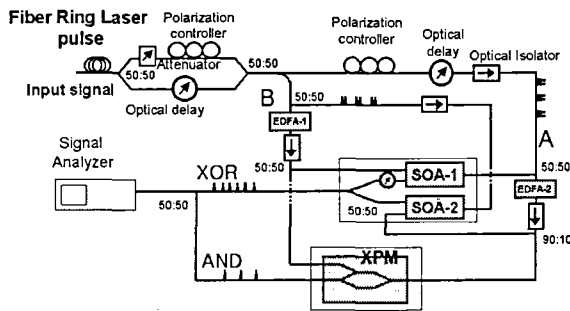 Fiber Ring Laser
pulse
Polarization
controller
Polarization
controller
Optical
delay
Optical Isolator
Attenuator
50:50
50:50
Input signal
Optical delay
B
50:50
EDFA-1
A
Signal
Analyzer
50:50
50:50
XOR
SOA-1
EDFA-2
50:50
50:50
SOA-2
90:10
AND
XPM